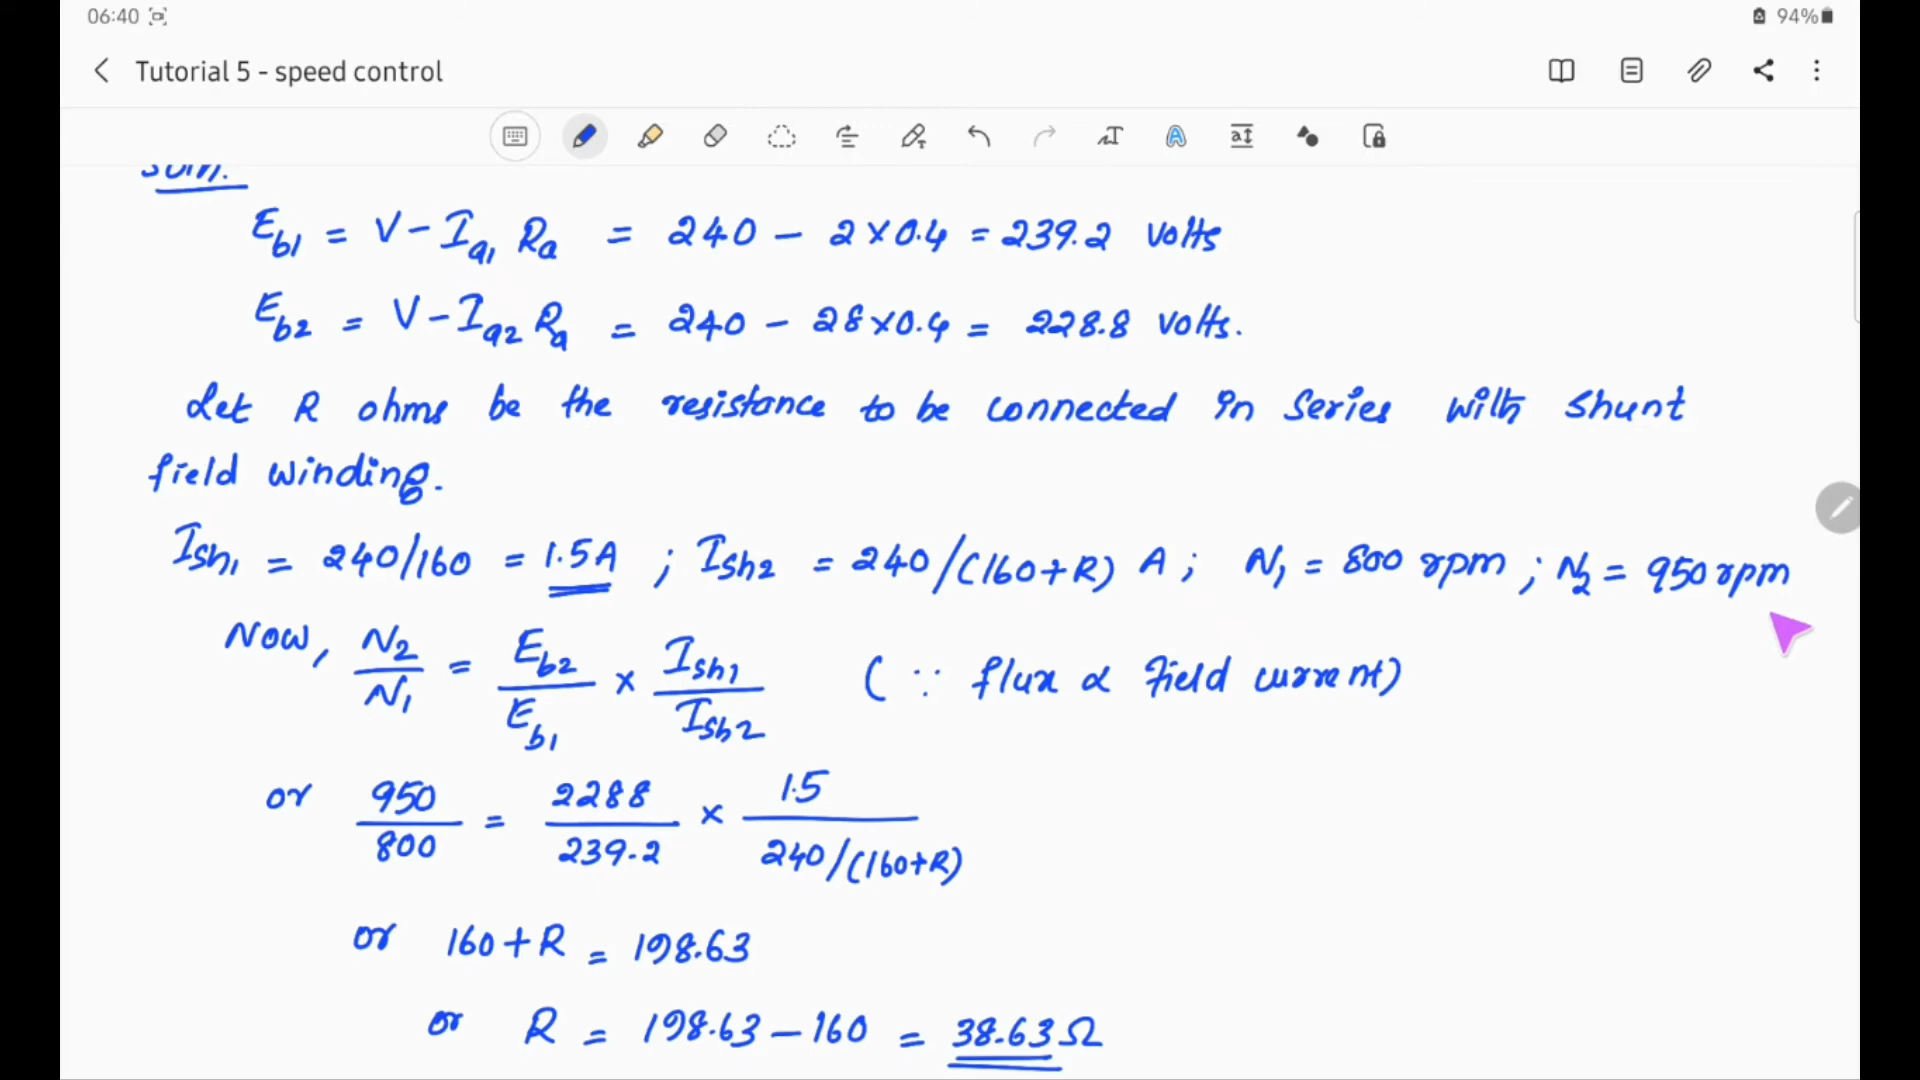 06:40
94%
Tutorial 5 - speed control
Soln.
Eb1 = V - Ia1 Ra = 240 - 2 × 0.4 = 239.2 volts
Eb2 = V - Ia2 Ra = 240 - 28 × 0.4 = 228.8 volts.
Let R ohms be the resistance to be connected in series with shunt
field winding.
Ish1 = 240/160 = 1.5A ; Ish2 = 240/(160+R) A ; N1 = 800 rpm ; N2 = 950 rpm
Now, N2/N1 = Eb2/Eb1 × Ish1/Ish2 (∵ flux ∝ field current)
or 950/800 = 2288/239.2 × 1.5/240/(160+R)
or 160+R = 198.63
or R = 198.63 - 160 = 38.63Ω